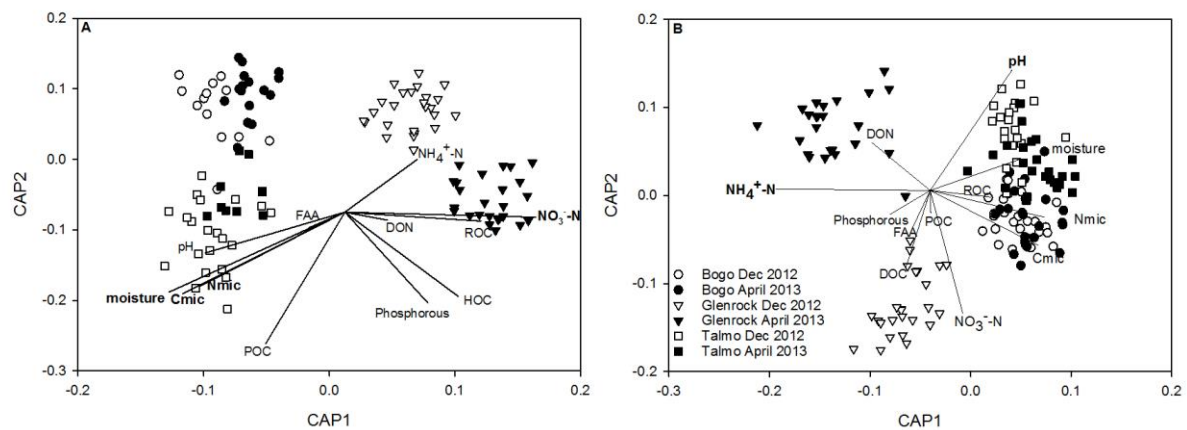 A
0.2
0.1
0.0
-0.1
-0.2
-0.3
CAP2
NH4+-N
FAA
DON
NO3--N
ROC
pH
Nmic
moisture
Cmic
HOC
Phosphorous
POC
-0.2
-0.1
0.0
0.1
0.2
CAP1
B
0.2
0.1
0.0
-0.1
-0.2
CAP2
pH
DON
moisture
NH4+-N
ROC
Phosphorous
POC
Nmic
FAA
Cmic
DOC
NO3--N
Bogo Dec 2012
Bogo April 2013
Glenrock Dec 2012
Glenrock April 2013
Talmo Dec 2012
Talmo April 2013
-0.3
-0.2
-0.1
0.0
0.1
0.2
CAP1